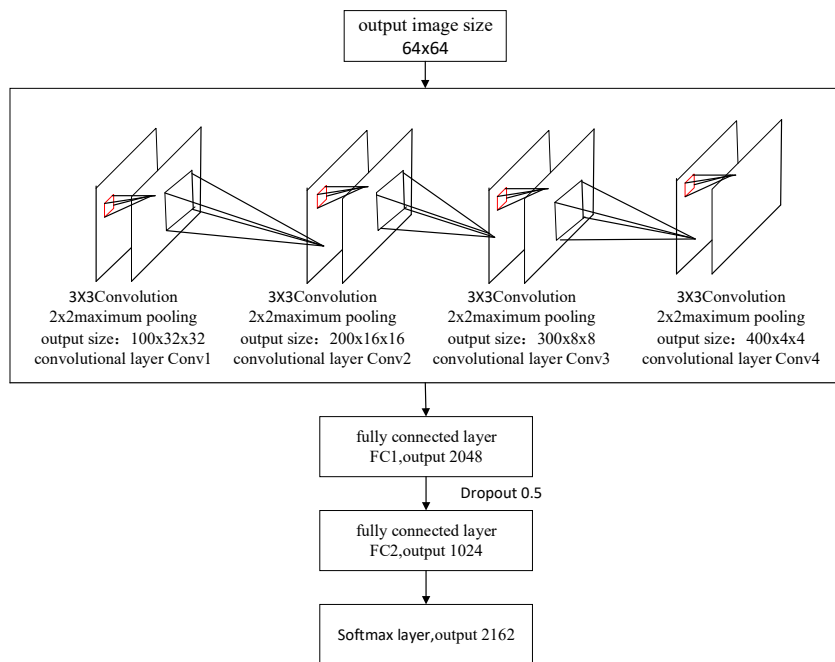 output image size
64x64
3X3Convolution
2x2maximum pooling
output size：100x32x32
convolutional layer Conv1
3X3Convolution
2x2maximum pooling
output size：200x16x16
convolutional layer Conv2
3X3Convolution
2x2maximum pooling
output size：300x8x8
convolutional layer Conv3
3X3Convolution
2x2maximum pooling
output size：400x4x4
convolutional layer Conv4
fully connected layer
FC1,output 2048
Dropout 0.5
fully connected layer
FC2,output 1024
Softmax layer,output 2162